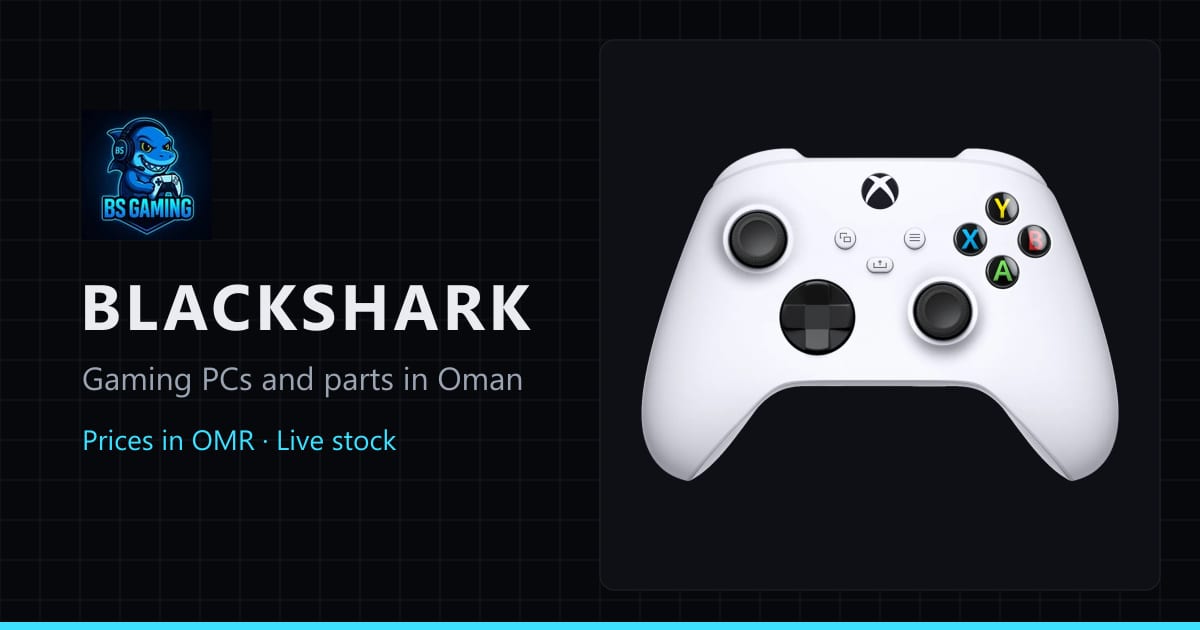 BS
BS GAMING
BLACKSHARK
Gaming PCs and parts in Oman
Prices in OMR · Live stock
Y
X
B
A